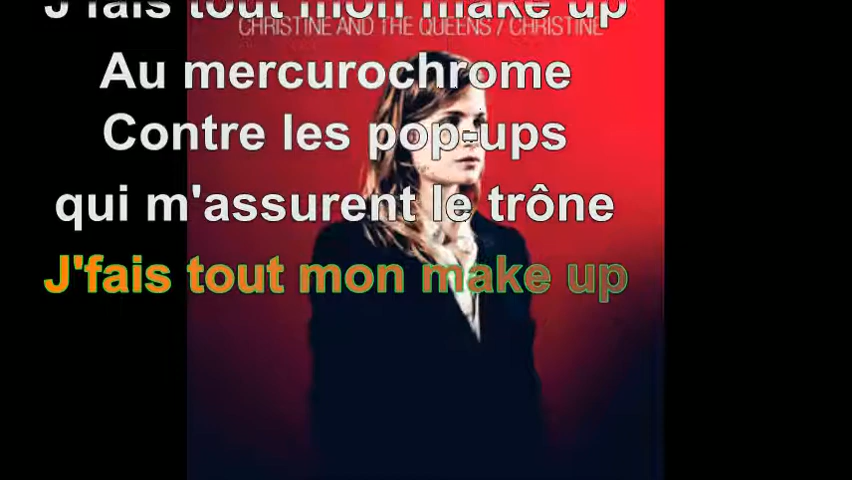 J'fais tout mon make up
CHRISTINE AND THE QUEENS / CHRISTINE
Au mercurochrome
Contre les pop-ups
qui m'assurent le trône
J'fais tout mon make up